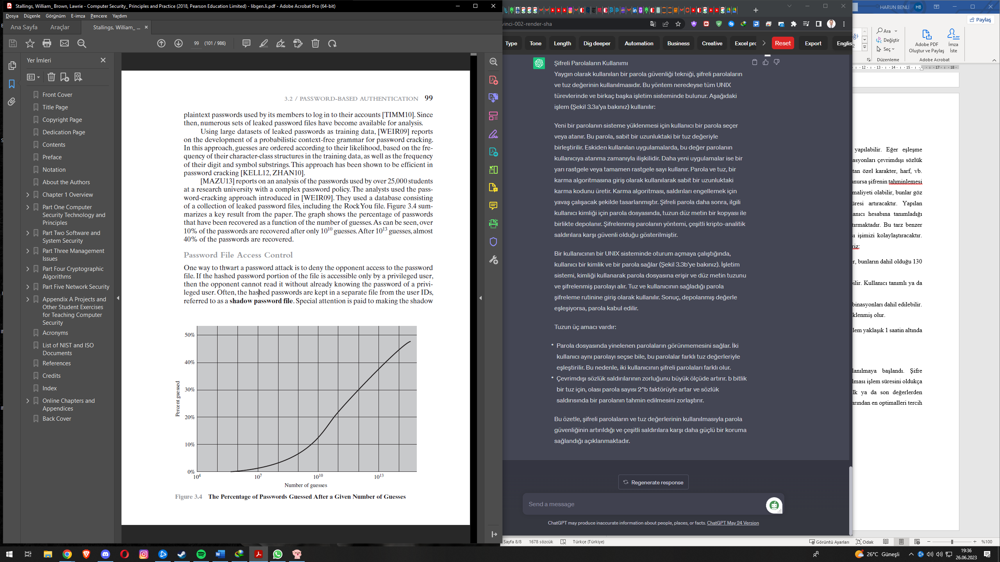 Stallings, William_ Brown, Lawrie - Computer Security_ Principles and Practice (2018, Pearson Education Limited) - libgen.li.pdf - Adobe Acrobat Pro (64-bit)
Dosya Düzenle Görünüm E-imza Pencere Yardım
Ana Sayfa Araçlar Stallings, William_ ...
99 (101 / 986)
Yer İmleri
Front Cover
Title Page
Copyright Page
Dedication Page
Contents
Preface
Notation
About the Authors
Chapter 1 Overview
Part One Computer
Security Technology and
Principles
Part Two Software and
System Security
Part Three Management
Issues
Part Four Cryptographic
Algorithms
Part Five Network Security
Appendix A Projects and
Other Student Exercises
for Teaching Computer
Security
Acronyms
List of NIST and ISO
Documents
References
Credits
Index
Online Chapters and
Appendices
Back Cover
3.2 / PASSWORD-BASED AUTHENTICATION 99
plaintext passwords used by its members to log in to their accounts [TIMM10]. Since
then, numerous sets of leaked password files have become available for analysis.
Using large datasets of leaked passwords as training data, [WEIR09] reports
on the development of a probabilistic context-free grammar for password cracking.
In this approach, guesses are ordered according to their likelihood, based on the fre-
quency of their character-class structures in the training data, as well as the frequency
of their digit and symbol substrings. This approach has been shown to be efficient in
password cracking [KELL12, ZHAN10].
[MAZU13] reports on an analysis of the passwords used by over 25,000 students
at a research university with a complex password policy. The analysts used the pass-
word-cracking approach introduced in [WEIR09]. They used a database consisting
of a collection of leaked password files, including the RockYou file. Figure 3.4 sum-
marizes a key result from the paper. The graph shows the percentage of passwords
that have been recovered as a function of the number of guesses. As can be seen, over
10% of the passwords are recovered after only 10^10 guesses. After 10^13 guesses, almost
40% of the passwords are recovered.
Password File Access Control
One way to thwart a password attack is to deny the opponent access to the password
file. If the hashed password portion of the file is accessible only by a privileged user,
then the opponent cannot read it without already knowing the password of a privi-
leged user. Often, the hashed passwords are kept in a separate file from the user IDs,
referred to as a shadow password file. Special attention is paid to making the shadow
50%
40%
30%
20%
10%
0%
Percent guessed
10^4 10^7 10^10 10^13
Number of guesses
Figure 3.4 The Percentage of Passwords Guessed After a Given Number of Guesses
vinci-002-render-sha
Type Tone Length Dig deeper Automation Business Creative Excel prc Reset Export Englis
Şifreli Parolaların Kullanımı
Yaygın olarak kullanılan bir parola güvenliği tekniği, şifreli parolaların
ve tuz değerinin kullanılmasıdır. Bu yöntem neredeyse tüm UNIX
türevlerinde ve birkaç başka işletim sisteminde bulunur. Aşağıdaki
işlem (Şekil 3.3a'ya bakınız) kullanılır:
Yeni bir parolanın sisteme yüklenmesi için kullanıcı bir parola seçer
veya atanır. Bu parola, sabit bir uzunluktaki bir tuz değeriyle
birleştirilir. Eskiden kullanılan uygulamalarda, bu değer parolanın
kullanıcıya atanma zamanıyla ilişkilidir. Daha yeni uygulamalar ise bir
yarı rastgele veya tamamen rastgele sayı kullanır. Parola ve tuz, bir
karma algoritmasına giriş olarak kullanılarak sabit bir uzunluktaki
karma kodunu üretir. Karma algoritması, saldırıları engellemek için
yavaş çalışacak şekilde tasarlanmıştır. Şifreli parola daha sonra, ilgili
kullanıcı kimliği için parola dosyasında, tuzun düz metin bir kopyası ile
birlikte depolanır. Şifrelenmiş parolanın yöntemi, çeşitli kripto-analitik
saldırılara karşı güvenli olduğu gösterilmiştir.
Bir kullanıcının bir UNIX sisteminde oturum açmaya çalıştığında,
kullanıcı bir kimlik ve bir parola sağlar (Şekil 3.3b'ye bakınız). İşletim
sistemi, kimliği kullanarak parola dosyasına erişir ve düz metin tuzunu
ve şifrelenmiş parolayı alır. Tuz ve kullanıcının sağladığı parola
şifreleme rutinine giriş olarak kullanılır. Sonuç, depolanmış değerle
eşleşiyorsa, parola kabul edilir.
Tuzun üç amacı vardır:
• Parola dosyasında yinelenen parolaların görünmemesini sağlar. İki
kullanıcı aynı parolayı seçse bile, bu parolalar farklı tuz değerleriyle
eşleştirilir. Bu nedenle, iki kullanıcının şifreli parolaları farklı olur.
• Çevrimdışı sözlük saldırılarının zorluğunu büyük ölçüde artırır. b bitlik
bir tuz için, olası parola sayısı 2^b faktörüyle artar ve sözlük
saldırısında bir parolanın tahmin edilmesini zorlaştırır.
Bu özetle, şifreli parolaların ve tuz değerlerinin kullanılmasıyla parola
güvenliğinin artırıldığı ve çeşitli saldırılara karşı daha güçlü bir koruma
sağlandığı açıklanmaktadır.
Regenerate response
Send a message
ChatGPT may produce inaccurate information about people, places, or facts. ChatGPT May 24 Version
HARUN BENLİ HB
Paylaş
Ara
Değiştir
Seç
Düzenleme
Adobe PDF
Oluştur ve Paylaş
İmza
İste
Adobe Acrobat
12 13 14 15 17 18
yapılabilir. Eğer eşleşme
asyonları çevrimdışı sözlük
tan özel karakter, harf, vb.
unursa şifrenin tahminlemesi
maliyeti olabilir, bunlar göz
üresi artıracaktır. Yapılan
anıcı hesabına tanımladığı
tırmaktadır. Bu tarz benzer
sı işimizi kolaylaştıracaktır.
riz:
r, bunların dahil olduğu 130
bilir. Kullanıcı tanımlı ya da
binasyonları dahil edilebilir.
klenmiş olur.
lem yaklaşık 1 saatin altında
lanılmaya başlandı. Şifre
lması işlem süresini oldukça
lk ya da son değerlerden
arından en optimalleri tercih
Sayfa 8/8 1678 sözcük Türkçe (Türkiye) Görüntü Ayarları Odak %100
26°C Güneşli
19:36
26.06.2023